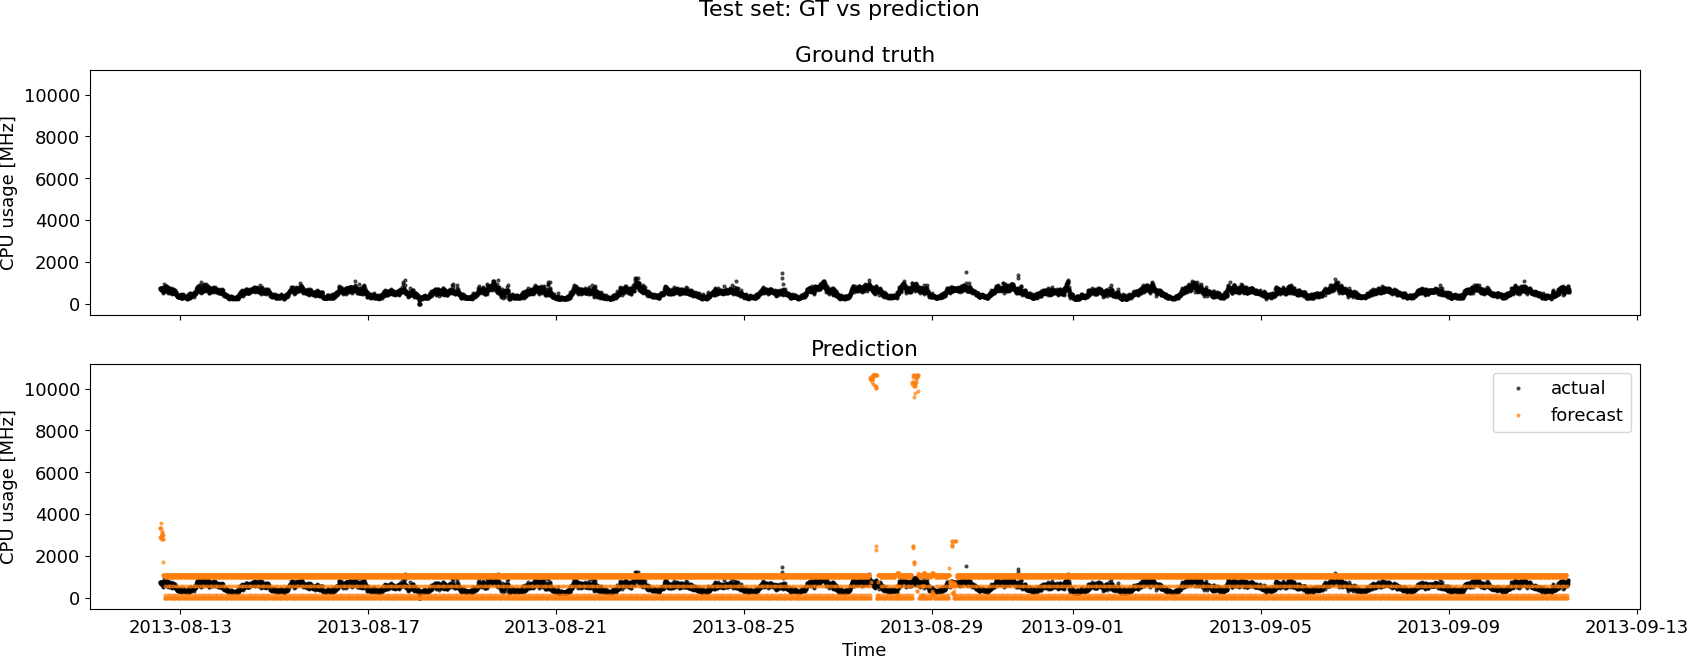 Test set: GT vs prediction
Ground truth
CPU usage [MHz]
10000
8000
6000
4000
2000
0
Prediction
CPU usage [MHz]
10000
8000
6000
4000
2000
0
actual
forecast
2013-08-13 2013-08-17 2013-08-21 2013-08-25 2013-08-29 2013-09-01 2013-09-05 2013-09-09 2013-09-13
Time